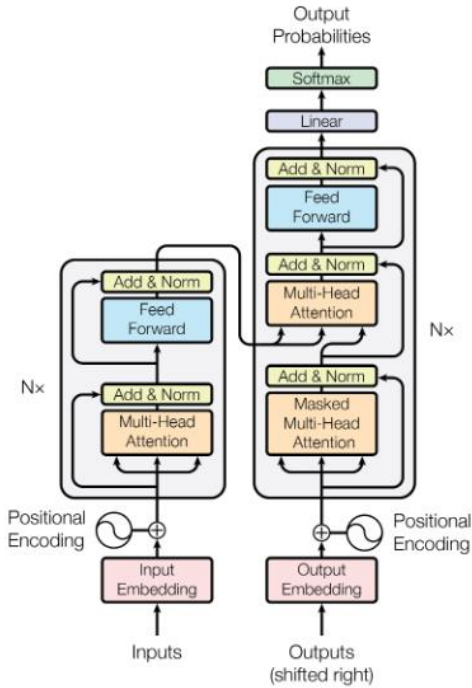 Output
Probabilities
Softmax
Linear
Add & Norm
Feed
Forward
Add & Norm
Multi-Head
Attention
Add & Norm
Masked
Multi-Head
Attention
Nx
Add & Norm
Feed
Forward
Add & Norm
Multi-Head
Attention
Nx
Positional
Encoding
Positional
Encoding
Input
Embedding
Output
Embedding
Inputs
Outputs
(shifted right)